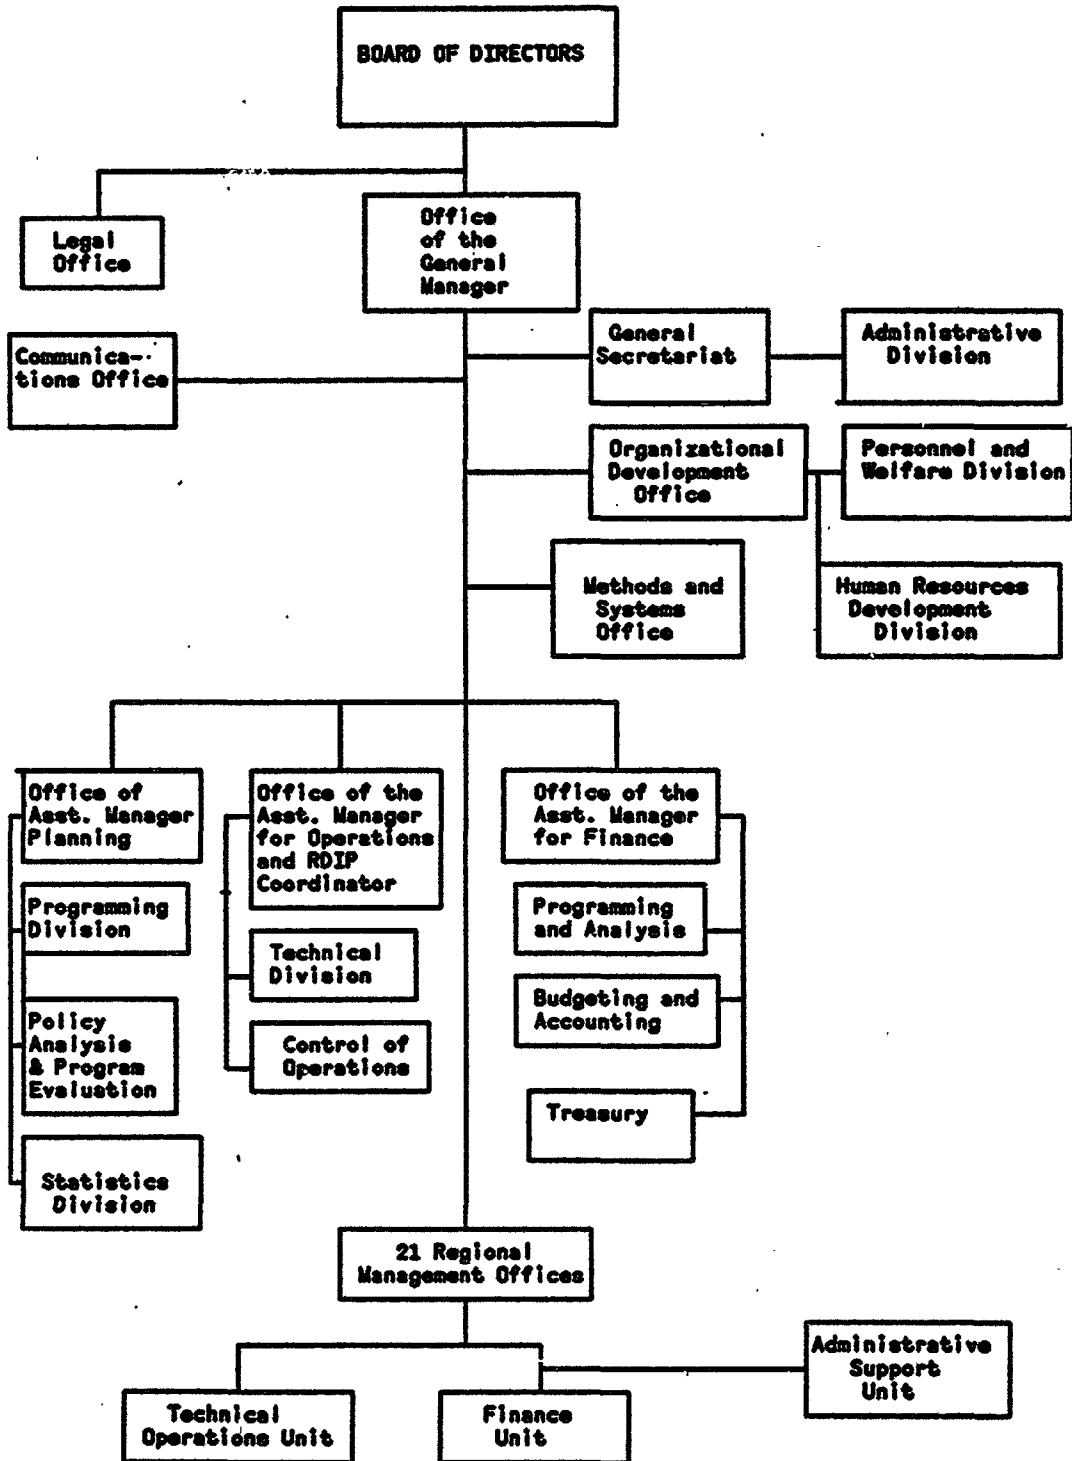 BOARD OF DIRECTORS
Legal
Office
Office
of the
General
Manager
Communica-
tions Office
General
Secretariat
Administrative
Division
Organizational
Development
Office
Personnel and
Welfare Division
Methods and
Systems
Office
Human Resources
Development
Division
Office of
Asst. Manager
Planning
Office of the
Asst. Manager
for Operations
and RDIP
Coordinator
Office of the
Asst. Manager
for Finance
Programming
Division
Technical
Division
Programming
and Analysis
Policy
Analysis
& Program
Evaluation
Control of
Operations
Budgeting and
Accounting
Treasury
Statistics
Division
21 Regional
Management Offices
Administrative
Support
Unit
Technical
Operations Unit
Finance
Unit